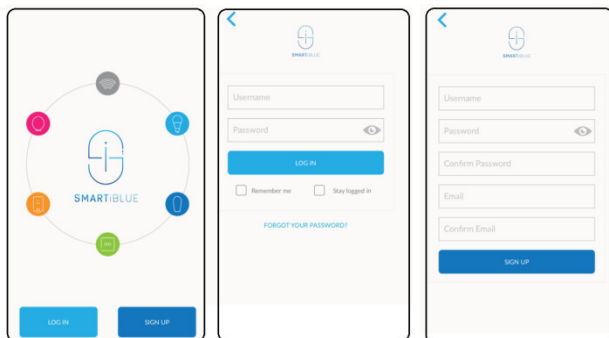 SMARTiBLUE
LOG IN
SIGN UP
SMARTiBLUE
Username
Password
LOG IN
Remember me
Stay logged in
FORGOT YOUR PASSWORD?
SMARTiBLUE
Username
Password
Confirm Password
Email
Confirm Email
SIGN UP